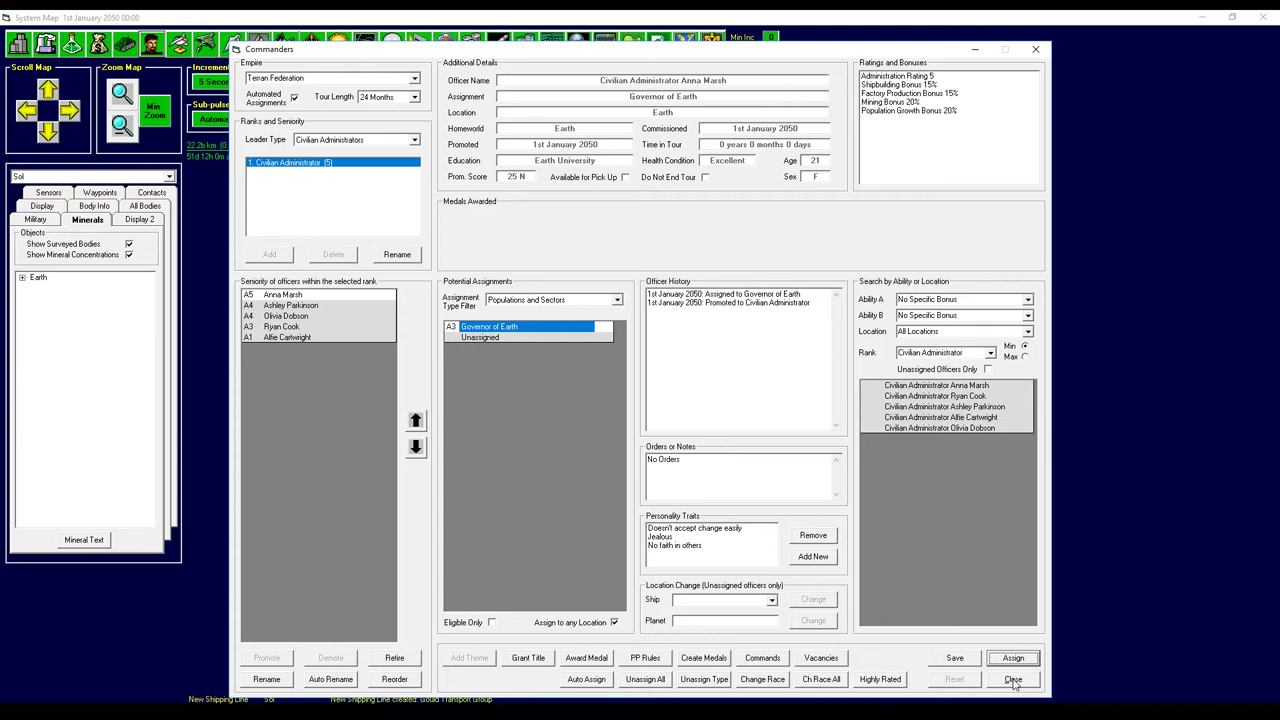 System Map 1st January 2050 00:00
Min Inc
Scroll Map
Zoom Map
Min
Zoom
Increment
5 Second
Sub-pulse
Automa
22.2b km
51d 12h 0m
Sol
Sensors Waypoints Contacts
Display Body Info All Bodies
Military Minerals Display 2
Objects
Show Surveyed Bodies
Show Mineral Concentrations
Earth
Mineral Text
Commanders
Empire
Terran Federation
Automated
Assignments
Tour Length 24 Months
Ranks and Seniority
Leader Type Civilian Administrators
1. Civilian Administrator (5)
Add Delete Rename
Additional Details
Officer Name Civilian Administrator Anna Marsh
Assignment Governor of Earth
Location Earth
Homeworld Earth Commissioned 1st January 2050
Promoted 1st January 2050 Time in Tour 0 years 0 months 0 days
Education Earth University Health Condition Excellent Age 21
Prom. Score 25 N Available for Pick Up Do Not End Tour Sex F
Medals Awarded
Ratings and Bonuses
Administration Rating 5
Shipbuilding Bonus 15%
Factory Production Bonus 15%
Mining Bonus 20%
Population Growth Bonus 20%
Seniority of officers within the selected rank
A5 Anna Marsh
A4 Ashley Parkinson
A4 Olivia Dobson
A3 Ryan Cook
A1 Alfie Cartwright
Potential Assignments
Assignment
Type Filter
Populations and Sectors
A3 Governor of Earth
Unassigned
Eligible Only Assign to any Location
Officer History
1st January 2050: Assigned to Governor of Earth
1st January 2050: Promoted to Civilian Administrator
Orders or Notes
No Orders
Personality Traits
Doesn't accept change easily
Jealous
No faith in others
Remove
Add New
Location Change (Unassigned officers only)
Ship Change
Planet Change
Search by Ability or Location
Ability A No Specific Bonus
Ability B No Specific Bonus
Location All Locations
Rank Civilian Administrator
Min
Max
Unassigned Officers Only
Civilian Administrator Anna Marsh
Civilian Administrator Ryan Cook
Civilian Administrator Ashley Parkinson
Civilian Administrator Alfie Cartwright
Civilian Administrator Olivia Dobson
Promote Demote Retire Add Theme Grant Title Award Medal PP Rules Create Medals Commands Vacancies Save Assign
Rename Auto Rename Reorder Auto Assign Unassign All Unassign Type Change Race Ch Race All Highly Rated Reset Close
New Shipping Line Sol New Shipping Line created: Gould Transport Group